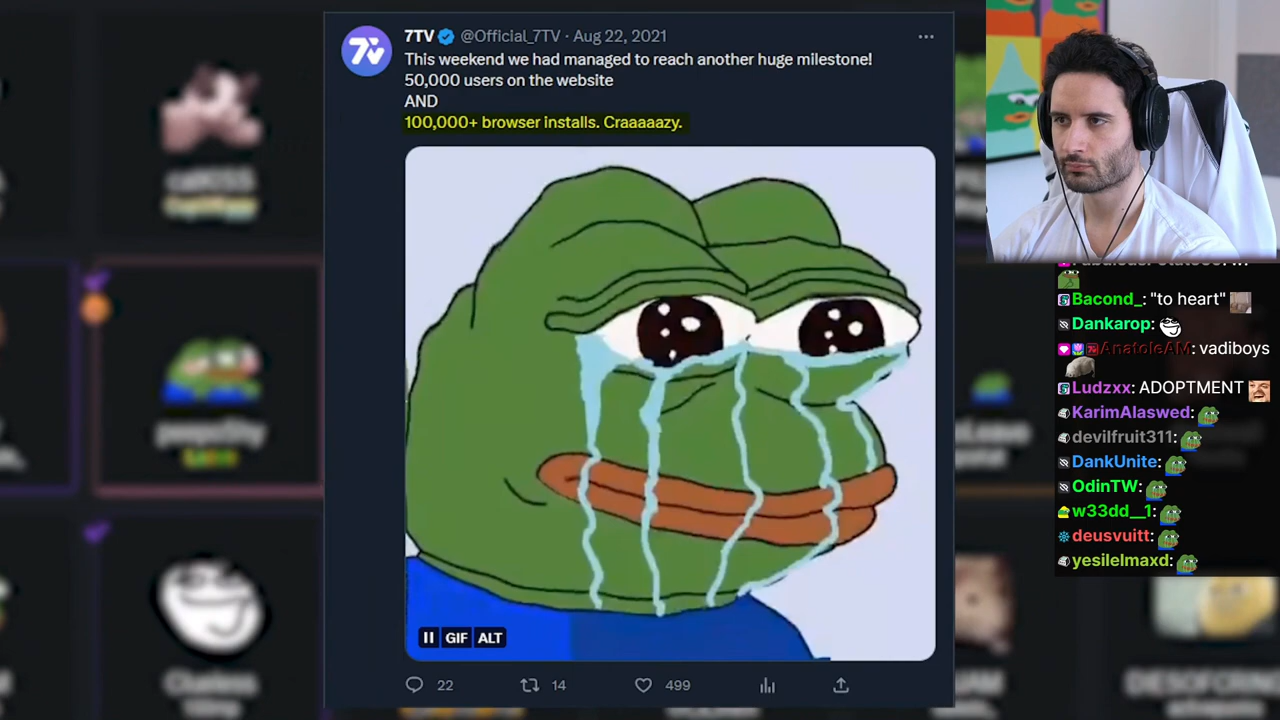 7TV @Official_7TV · Aug 22, 2021
This weekend we had managed to reach another huge milestone!
50,000 users on the website
AND
100,000+ browser installs. Craaaaazy.
GIF ALT
22 14 499
Bacond_: "to heart"
Dankarop:
AnatoleAM: vadiboys
Ludzxx: ADOPTMENT
KarimAlaswed:
devilfruit311:
DankUnite:
OdinTW:
w33dd__1:
deusvuitt:
yesilelmaxd: